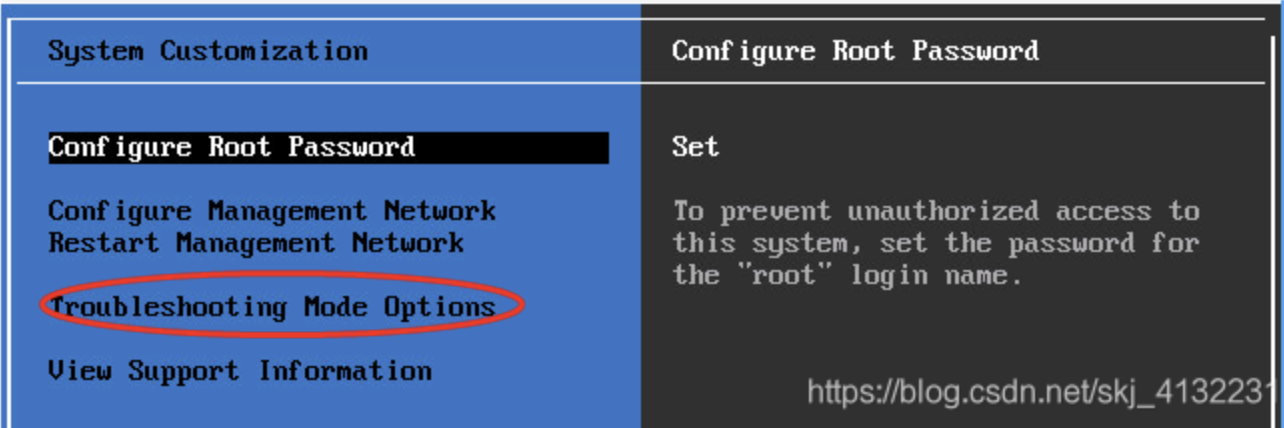 System Customization
Configure Root Password
Configure Root Password
Configure Management Network
Restart Management Network
Troubleshooting Mode Options
View Support Information
Set
To prevent unauthorized access to
this system, set the password for
the "root" login name.
https://blog.csdn.net/skj_4132231